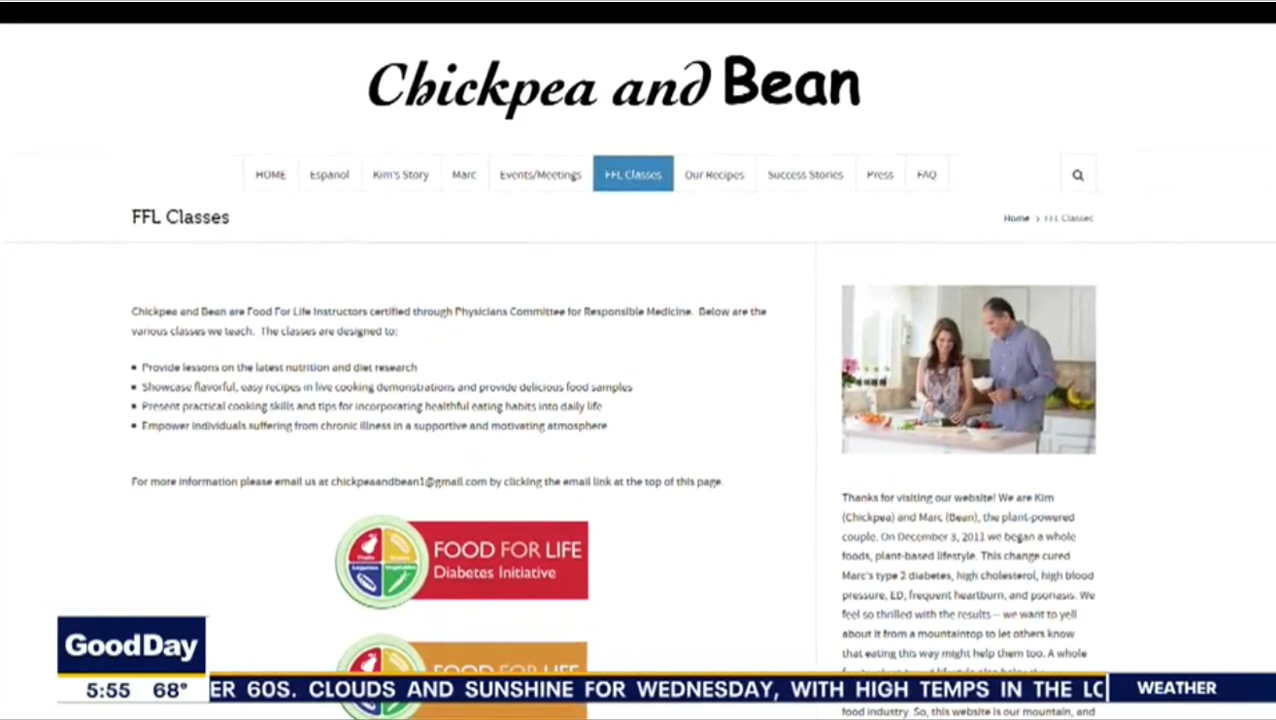 Chickpea and Bean
HOME Espanol Kim's Story Marc Events/Meetings FFL Classes Our Recipes Success Stories Press FAQ
FFL Classes
Home > FFL Classes
Chickpea and Bean are Food For Life Instructors certified through Physicians Committee for Responsible Medicine. Below are the
various classes we teach. The classes are designed to:
Provide lessons on the latest nutrition and diet research
Showcase flavorful, easy recipes in live cooking demonstrations and provide delicious food samples
Present practical cooking skills and tips for incorporating healthful eating habits into daily life
Empower individuals suffering from chronic illness in a supportive and motivating atmosphere
For more information please email us at chickpeaandbean1@gmail.com by clicking the email link at the top of this page.
Fruits Grains
Legumes Vegetables
FOOD FOR LIFE
Diabetes Initiative
FOOD FOR LIFE
Thanks for visiting our website! We are Kim
(Chickpea) and Marc (Bean), the plant-powered
couple. On December 3, 2011 we began a whole
foods, plant-based lifestyle. This change cured
Marc's type 2 diabetes, high cholesterol, high blood
pressure, ED, frequent heartburn, and psoriasis. We
feel so thrilled with the results -- we want to yell
about it from a mountaintop to let others know
that eating this way might help them too. A whole
food industry. So, this website is our mountain, and
GoodDay
5:55 68°
ER 60S. CLOUDS AND SUNSHINE FOR WEDNESDAY, WITH HIGH TEMPS IN THE LO
WEATHER